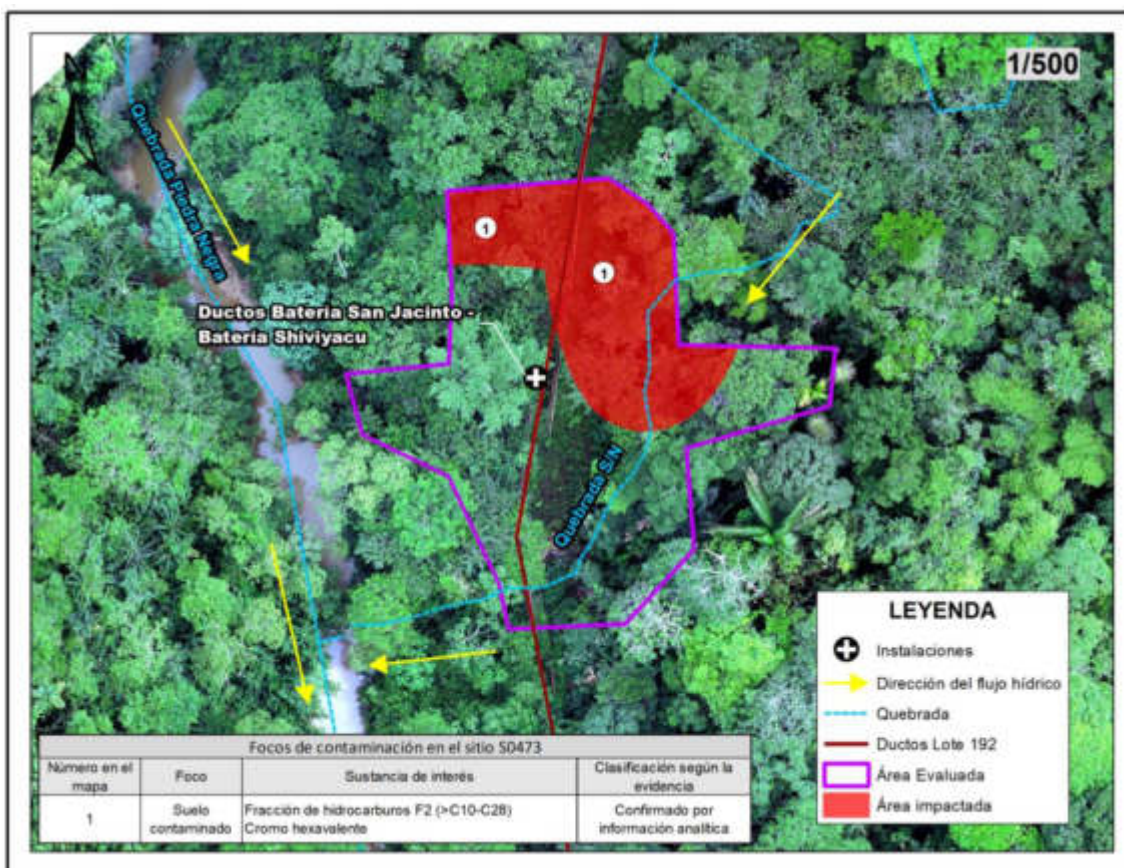 1/500
N
Quebrada Piedra Negra
Ductos Batería San Jacinto -
Batería Shiviyacu
1
1
Quebrada S/N
LEYENDA
Instalaciones
Dirección del flujo hídrico
Quebrada
Ductos Lote 192
Área Evaluada
Área impactada
Focos de contaminación en el sitio S0473
Número en el mapa
Foco
Sustancia de interés
Clasificación según la evidencia
1
Suelo contaminado
Fracción de hidrocarburos F2 (>C10-C28)
Cromo hexavalente
Confirmado por información analítica